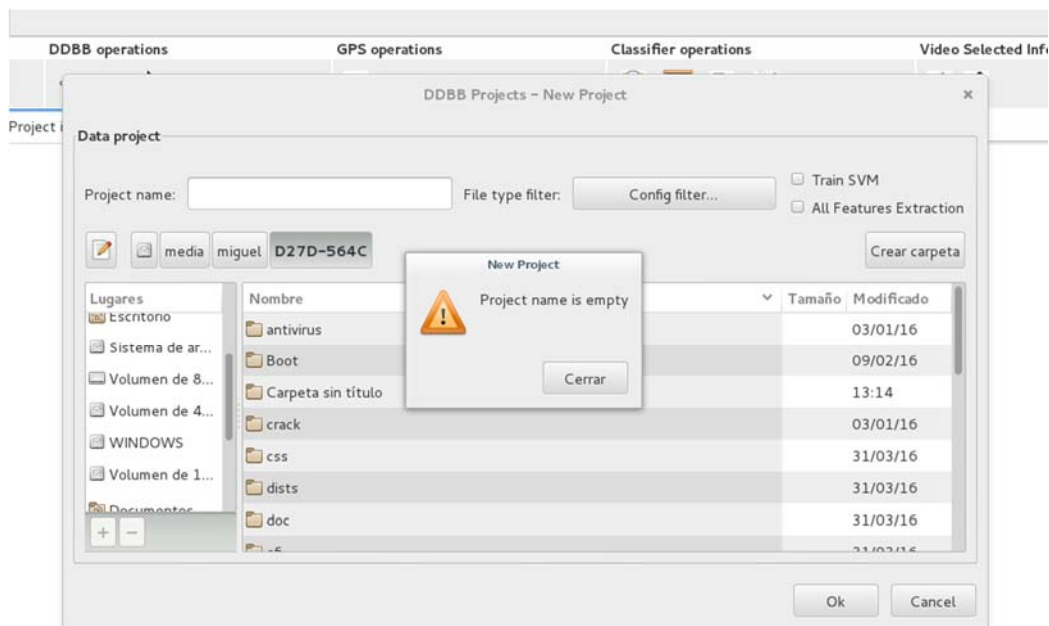 DDBB operations GPS operations Classifier operations Video Selected Inf
DDBB Projects – New Project
Project i
Data project
Project name: File type filter: Config filter... Train SVM
All Features Extraction
media miguel D27D-564C Crear carpeta
New Project
Project name is empty
Cerrar
Lugares Nombre Tamaño Modificado
Escritorio
antivirus 03/01/16
Sistema de ar...
Boot 09/02/16
Volumen de 8...
Carpeta sin título 13:14
Volumen de 4...
crack 03/01/16
WINDOWS
css 31/03/16
Volumen de 1...
dists 31/03/16
Documentos
doc 31/03/16
+ −
31/03/16
Ok Cancel